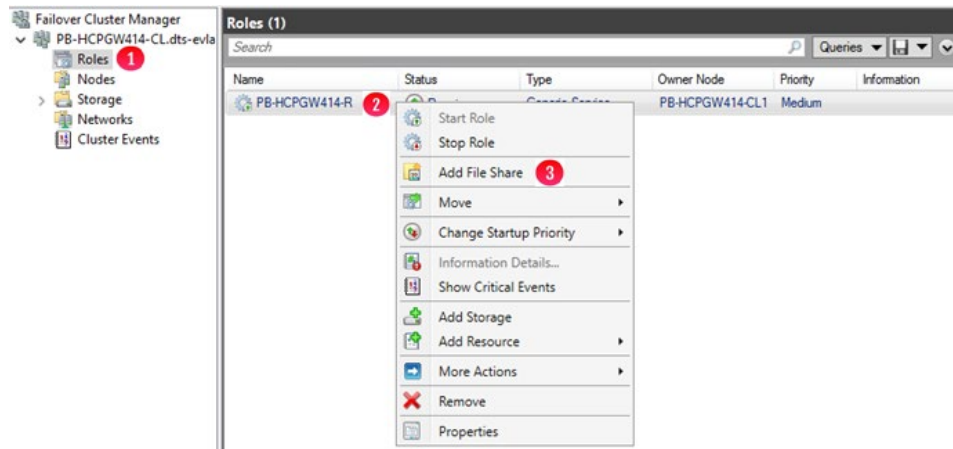 Failover Cluster Manager
PB-HCPGW414-CL.dts-evla
Roles 1
Nodes
Storage
Networks
Cluster Events
Roles (1)
Search
Queries
Name Status Type Owner Node Priority Information
PB-HCPGW414-R 2 PB-HCPGW414-CL1 Medium
Start Role
Stop Role
Add File Share 3
Move
Change Startup Priority
Information Details...
Show Critical Events
Add Storage
Add Resource
More Actions
Remove
Properties